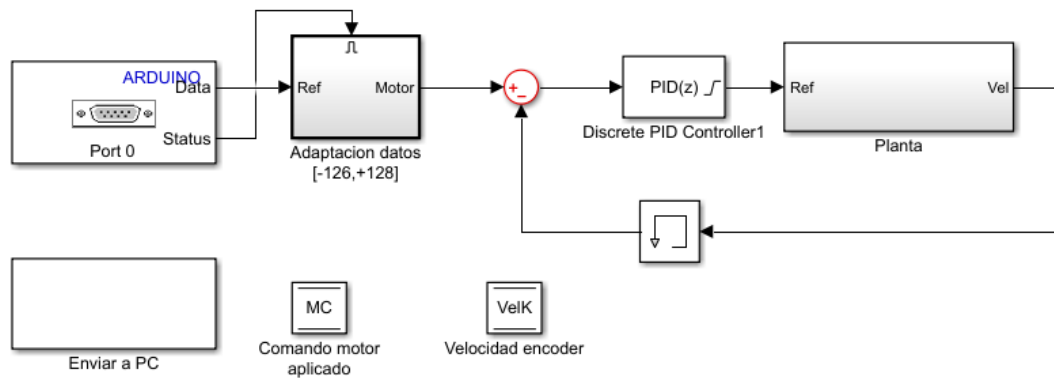 ARDUINO
Data
Status
Port 0
Ref
Motor
Adaptacion datos
[-126,+128]
+
-
PID(z)
Discrete PID Controller1
Ref
Vel
Planta
Enviar a PC
MC
Comando motor
aplicado
VelK
Velocidad encoder